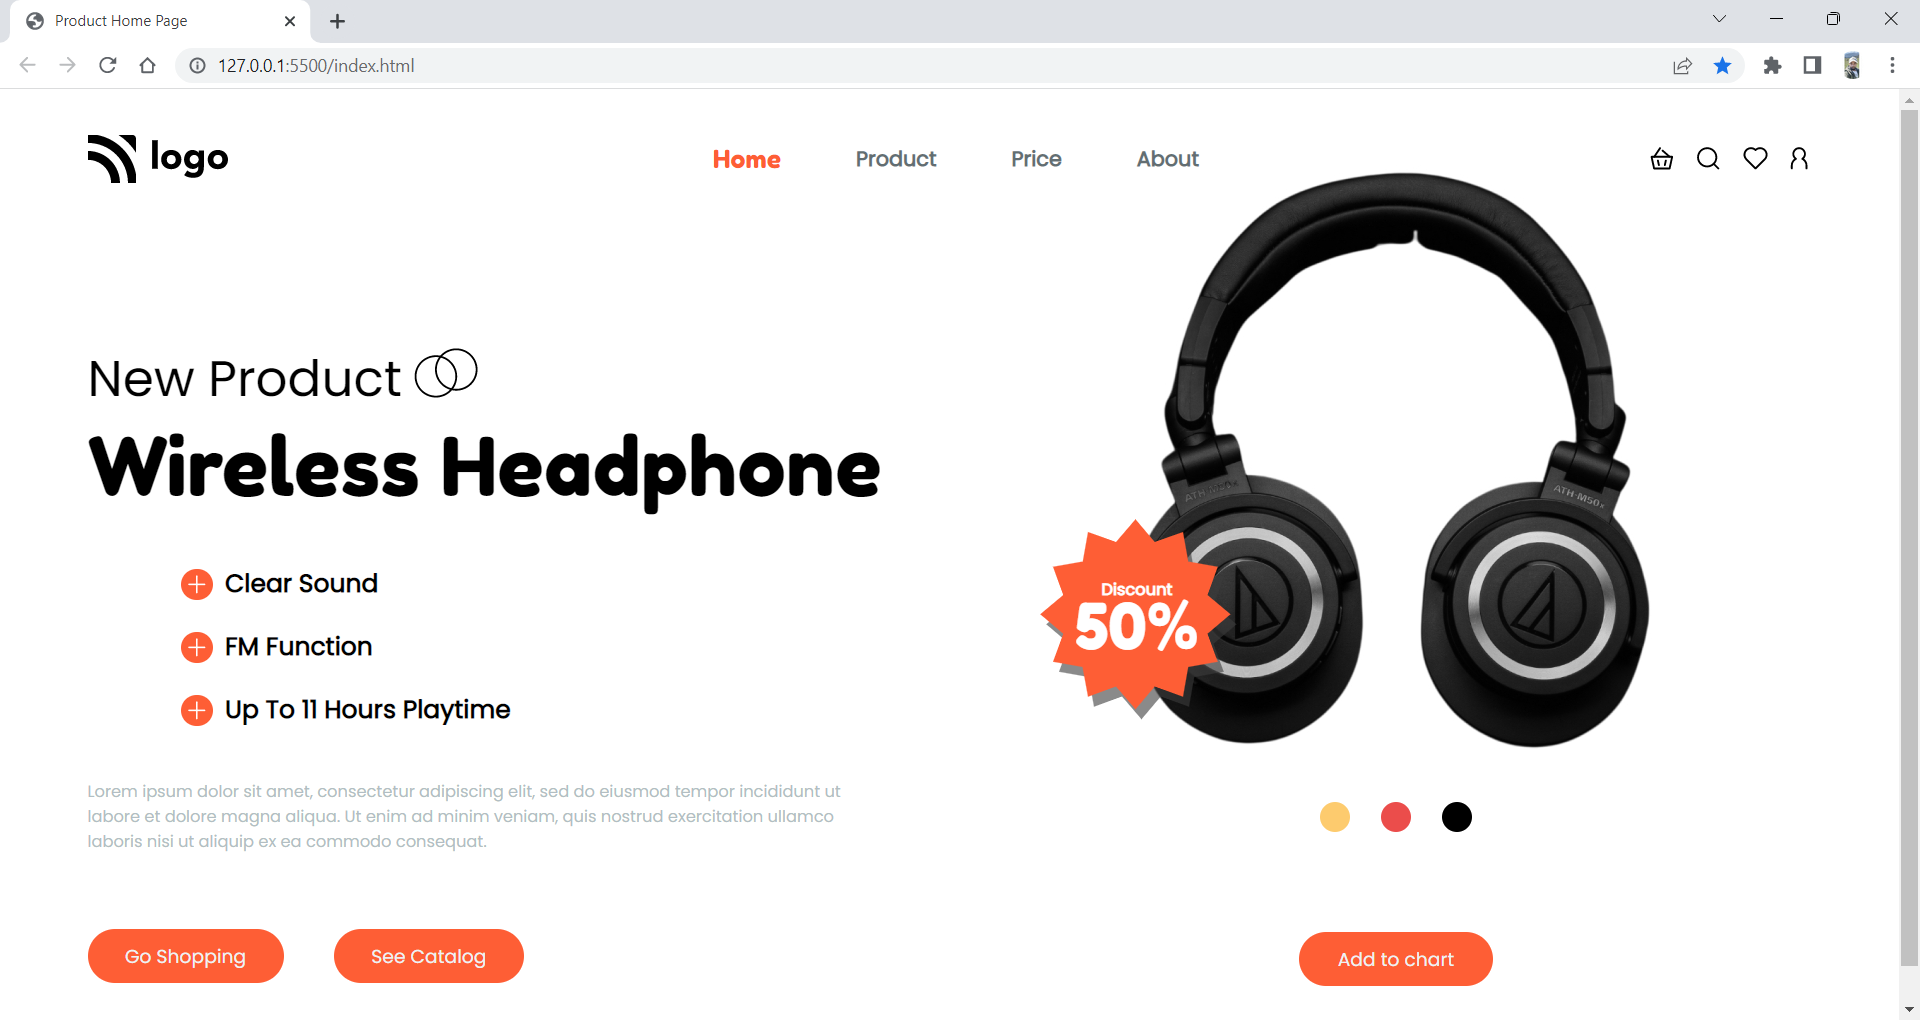 Product Home Page
127.0.0.1:5500/index.html
logo
Home
Product
Price
About
New Product
Wireless Headphone
Clear Sound
FM Function
Up To 11 Hours Playtime
Lorem ipsum dolor sit amet, consectetur adipiscing elit, sed do eiusmod tempor incididunt ut
labore et dolore magna aliqua. Ut enim ad minim veniam, quis nostrud exercitation ullamco
laboris nisi ut aliquip ex ea commodo consequat.
Go Shopping
See Catalog
ATH-M50x
ATH-M50x
Discount
50%
Add to chart